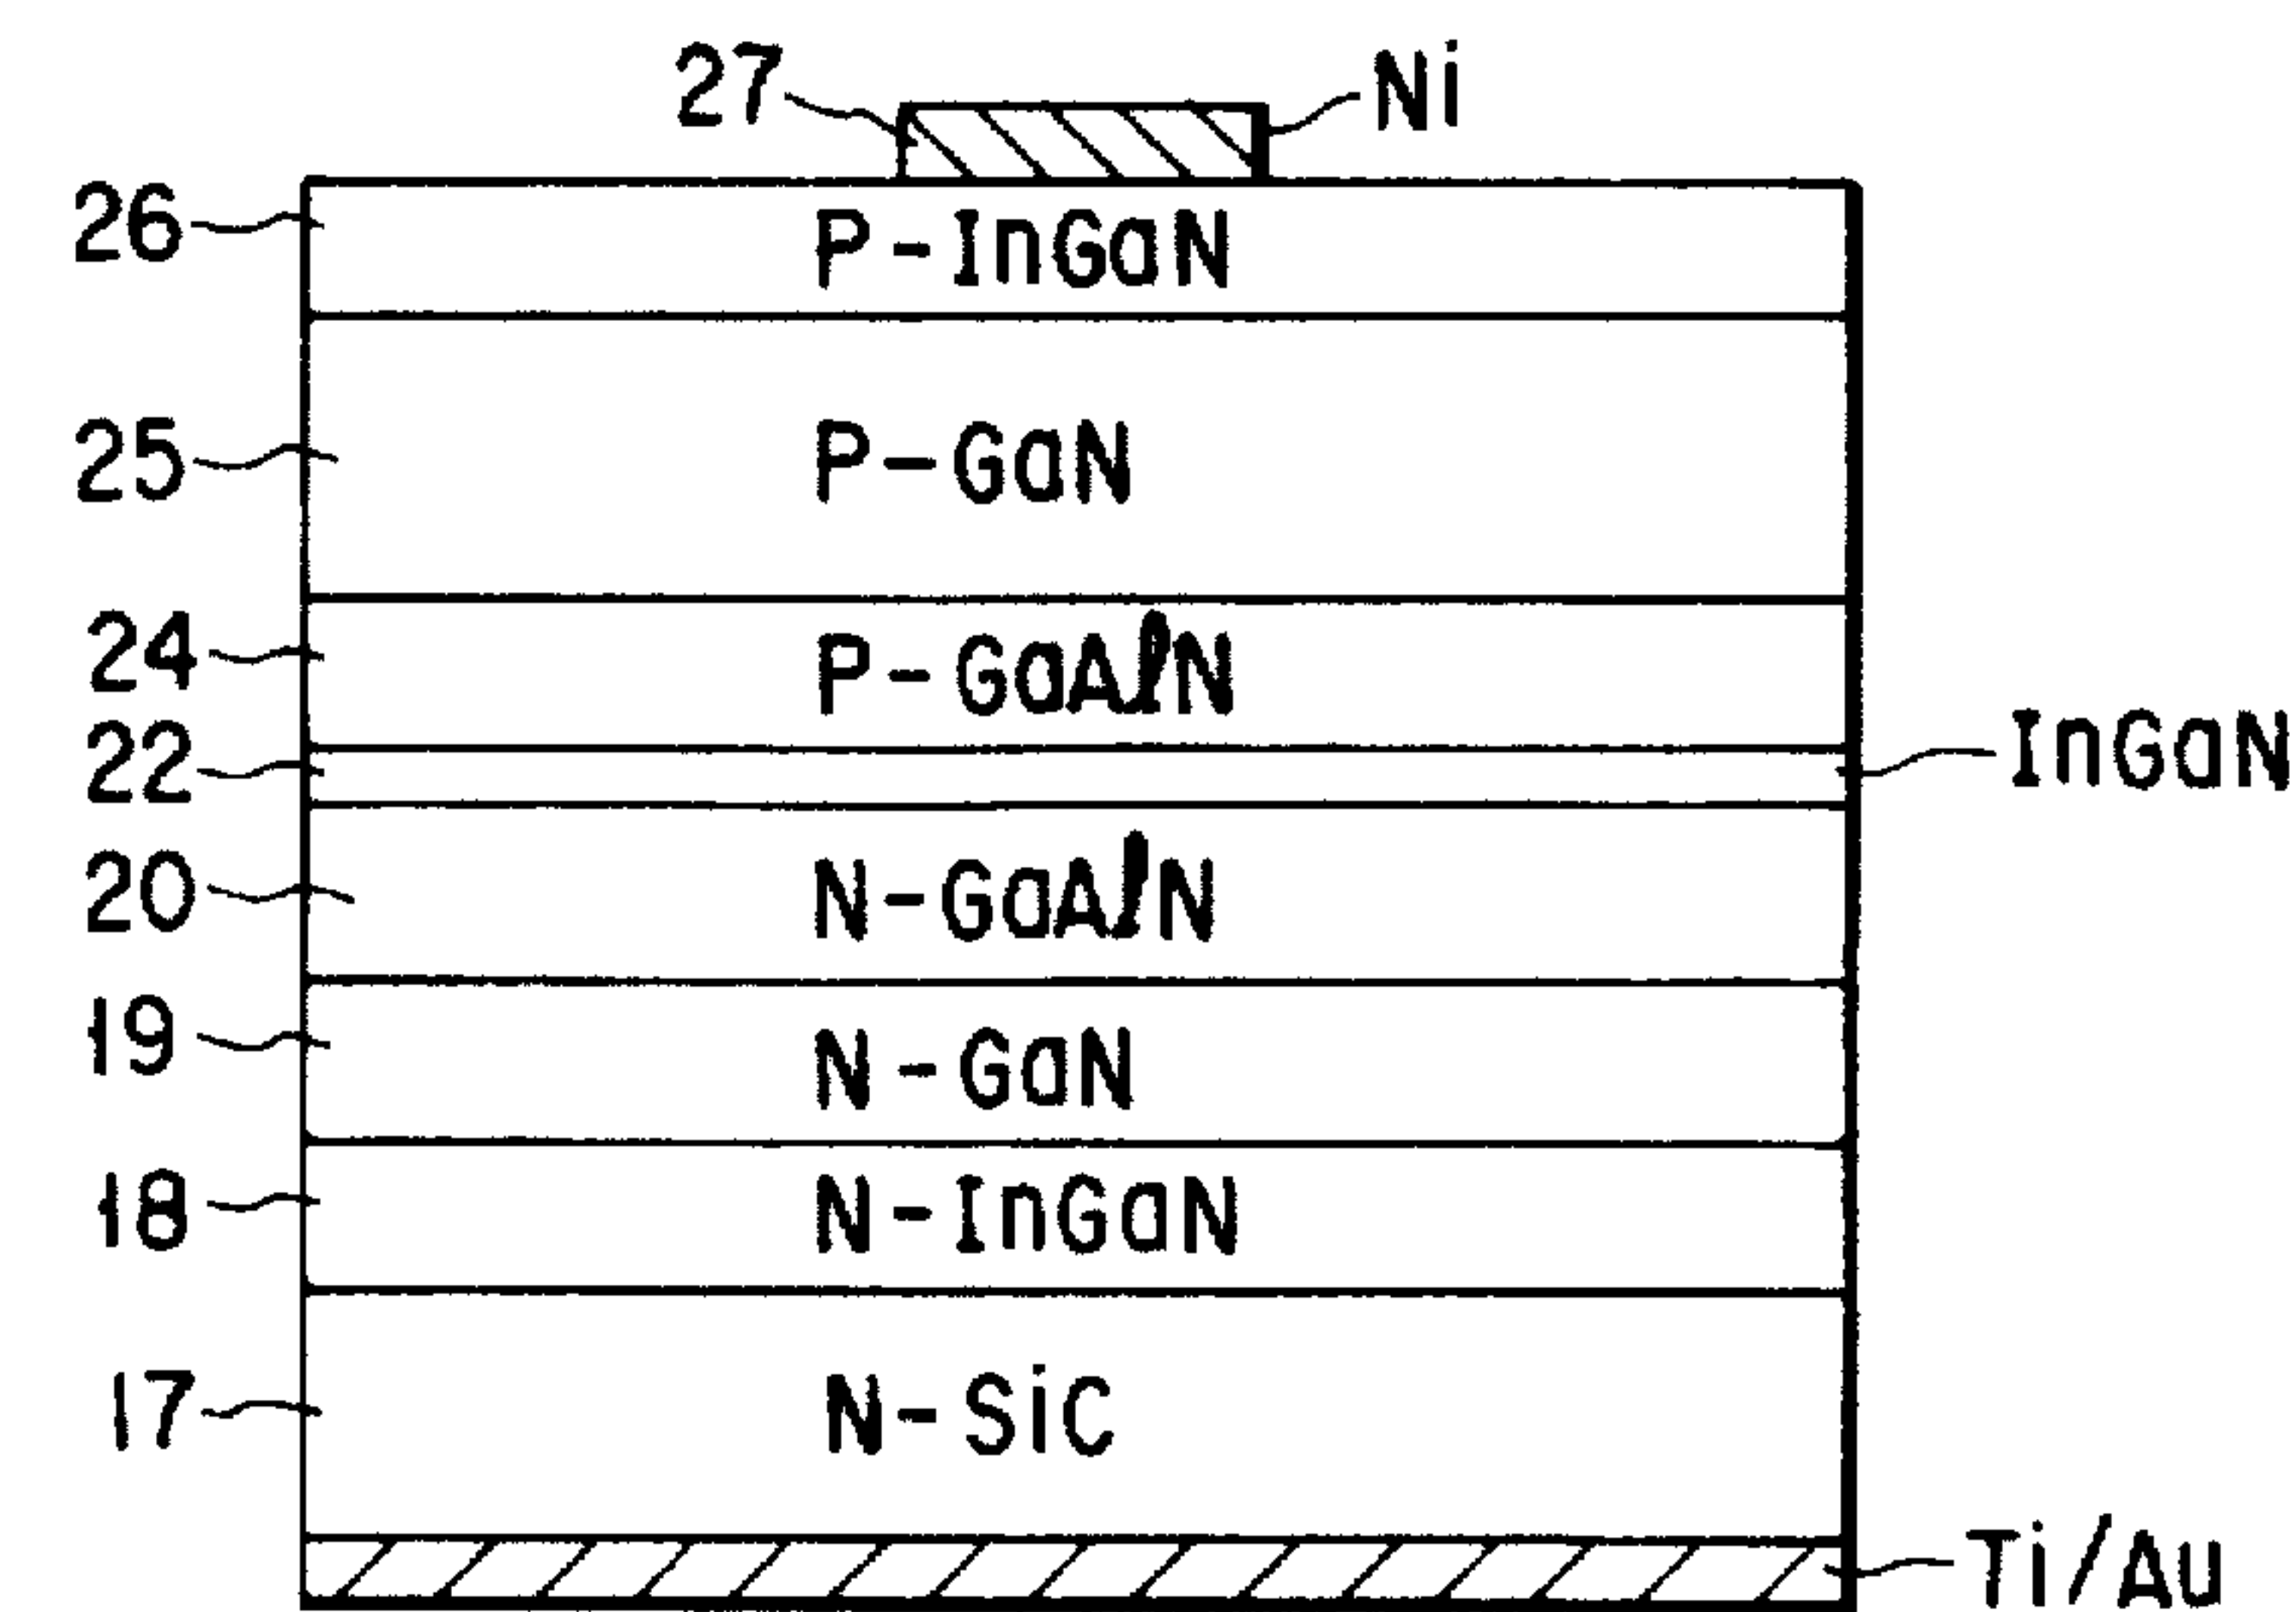 27 Ni
26 P-InGaN
25 P-GaN
24 P-GaAlN
22 InGaN
20 N-GaAlN
19 N-GaN
18 N-InGaN
17 N-SiC
Ti/Au